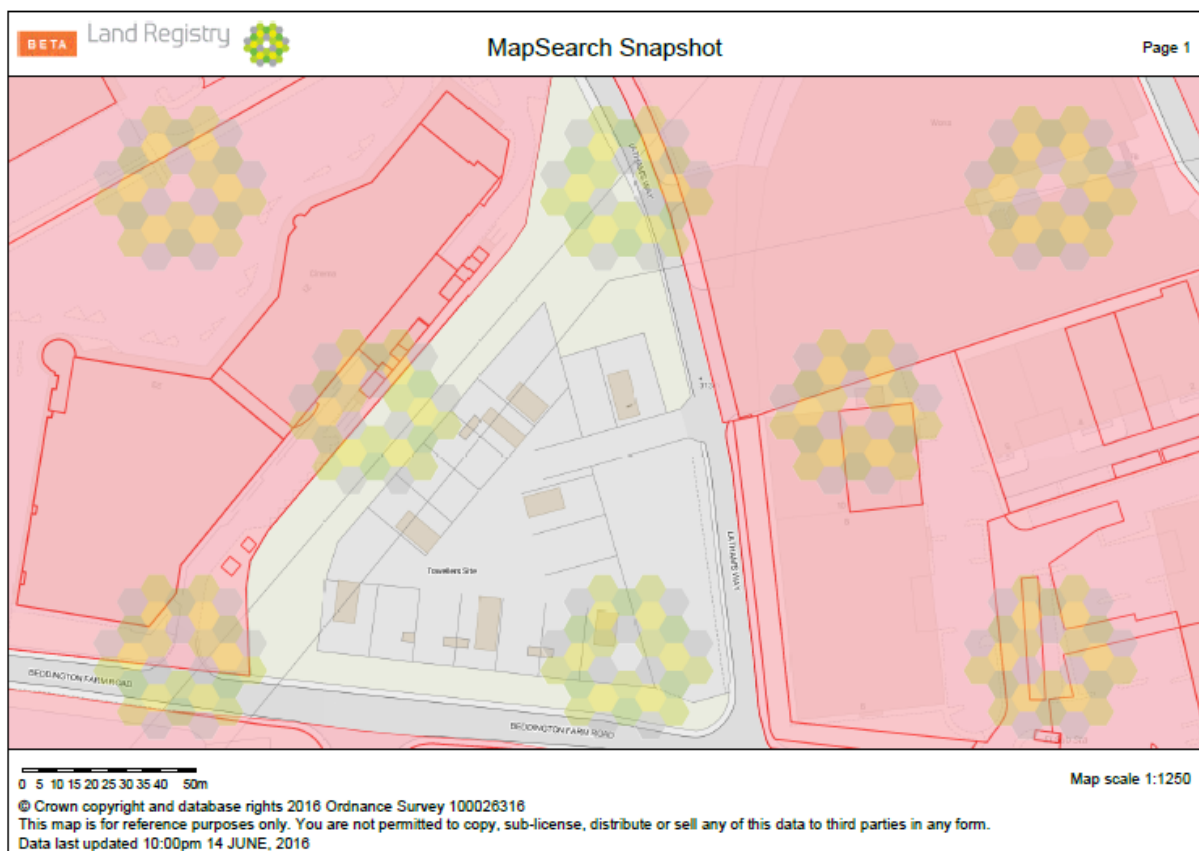 BETA Land Registry
MapSearch Snapshot
Page 1
LATHAM'S WAY
Travellers Site
LATHAM'S WAY
BEDDINGTON FARM ROAD
BEDDINGTON FARM ROAD
0 5 10 15 20 25 30 35 40 50m
Map scale 1:1250
© Crown copyright and database rights 2016 Ordnance Survey 100026316
This map is for reference purposes only. You are not permitted to copy, sub-license, distribute or sell any of this data to third parties in any form.
Data last updated 10:00pm 14 JUNE, 2016